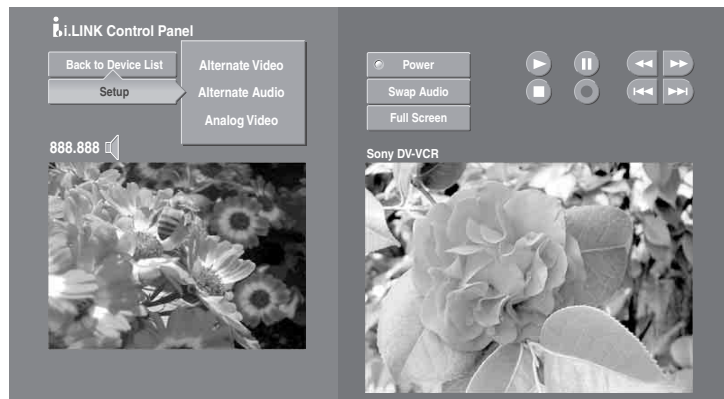 i.LINK Control Panel
Back to Device List
Setup
Alternate Video
Alternate Audio
Analog Video
888.888
Power
Swap Audio
Full Screen
Sony DV-VCR